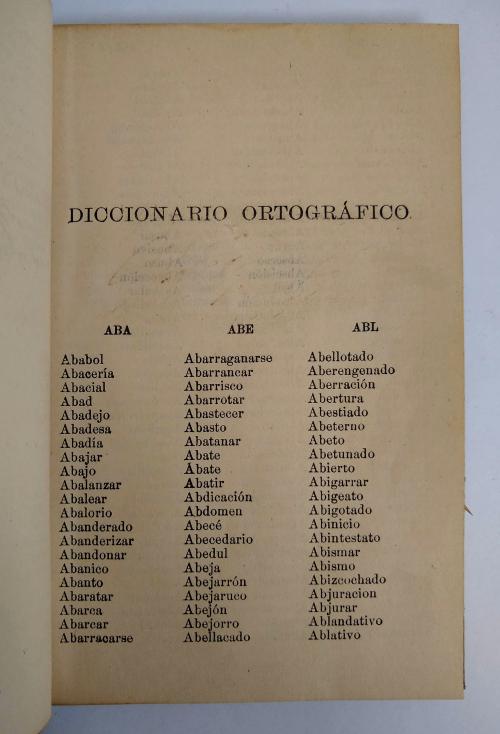 DICCIONARIO ORTOGRÁFICO.
ABA
Ababol
Abacería
Abacial
Abad
Abadejo
Abadesa
Abadía
Abajar
Abajo
Abalanzar
Abalear
Abalorio
Abanderado
Abanderizar
Abandonar
Abanico
Abanto
Abaratar
Abarca
Abarcar
Abarracarse
ABE
Abarraganarse
Abarrancar
Abarrisco
Abarrotar
Abastecer
Abasto
Abatanar
Abate
Ábate
Abatir
Abdicación
Abdomen
Abecé
Abecedario
Abedul
Abeja
Abejarrón
Abejaruco
Abejón
Abejorro
Abellacado
ABL
Abellotado
Aberengenado
Aberración
Abertura
Abestiado
Abeterno
Abeto
Abetunado
Abierto
Abigarrar
Abigeato
Abigotado
Abinicio
Abintestato
Abismar
Abismo
Abizcochado
Abjuracion
Abjurar
Ablandativo
Ablativo